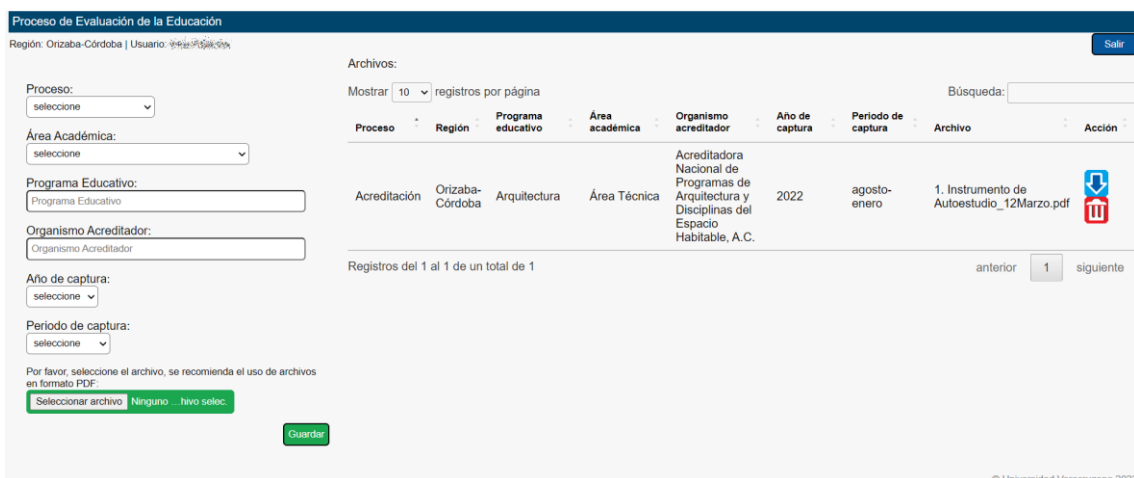 Proceso de Evaluación de la Educación
Región: Orizaba-Córdoba | Usuario:
Salir
Proceso:
seleccione
Área Académica:
seleccione
Programa Educativo:
Programa Educativo
Organismo Acreditador:
Organismo Acreditador
Año de captura:
seleccione
Periodo de captura:
seleccione
Por favor, seleccione el archivo, se recomienda el uso de archivos
en formato PDF:
Seleccionar archivo Ninguno ...hivo selec.
Guardar
Archivos:
Mostrar 10 registros por página
Búsqueda:
Proceso Región Programa educativo Área académica Organismo acreditador Año de captura Periodo de captura Archivo Acción
Acreditación
Orizaba-
Córdoba
Arquitectura
Área Técnica
Acreditadora
Nacional de
Programas de
Arquitectura y
Disciplinas del
Espacio
Habitable, A.C.
2022
agosto-
enero
1. Instrumento de
Autoestudio_12Marzo.pdf
Registros del 1 al 1 de un total de 1
anterior 1 siguiente